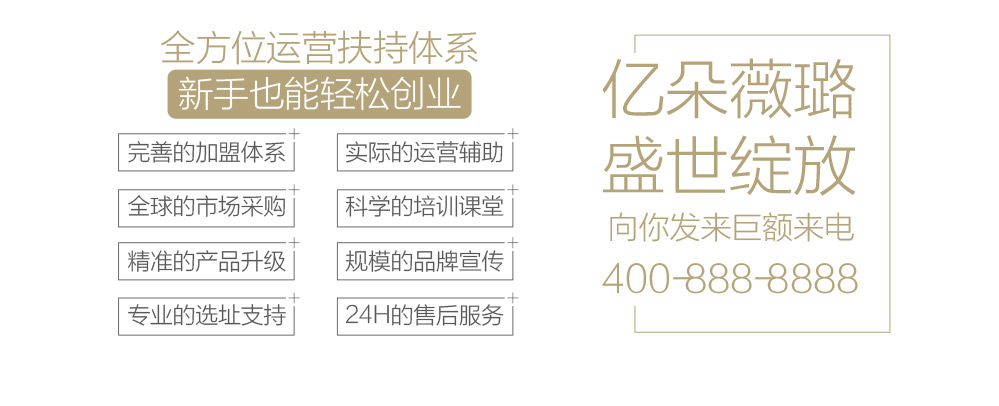 全方位运营扶持体系
新手也能轻松创业
完善的加盟体系
实际的运营辅助
全球的市场采购
科学的培训课堂
精准的产品升级
规模的品牌宣传
专业的选址支持
24H的售后服务
亿朵薇璐
盛世绽放
向你发来巨额来电
400-888-8888